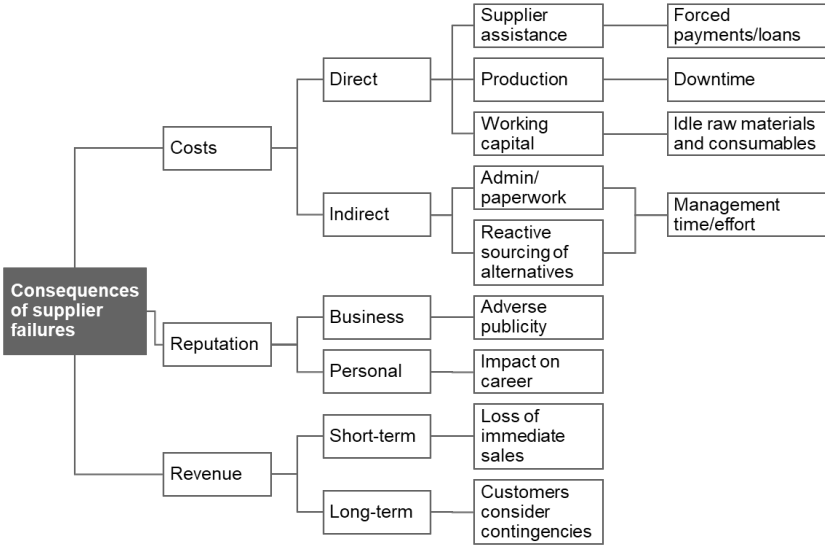 Supplier
assistance
Forced
payments/loans
Direct
Production
Downtime
Costs
Working
capital
Idle raw materials
and consumables
Indirect
Admin/
paperwork
Management
time/effort
Reactive
sourcing of
alternatives
Consequences
of supplier
failures
Reputation
Business
Adverse
publicity
Personal
Impact on
career
Revenue
Short-term
Loss of
immediate
sales
Long-term
Customers
consider
contingencies